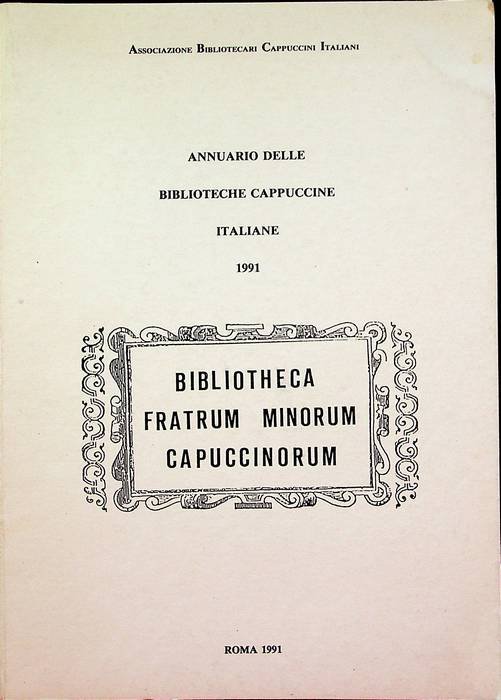 Associazione Bibliotecari Cappuccini Italiani
ANNUARIO DELLE
BIBLIOTECHE CAPPUCCINE
ITALIANE
1991
BIBLIOTHECA
FRATRUM MINORUM
CAPUCCINORUM
ROMA 1991